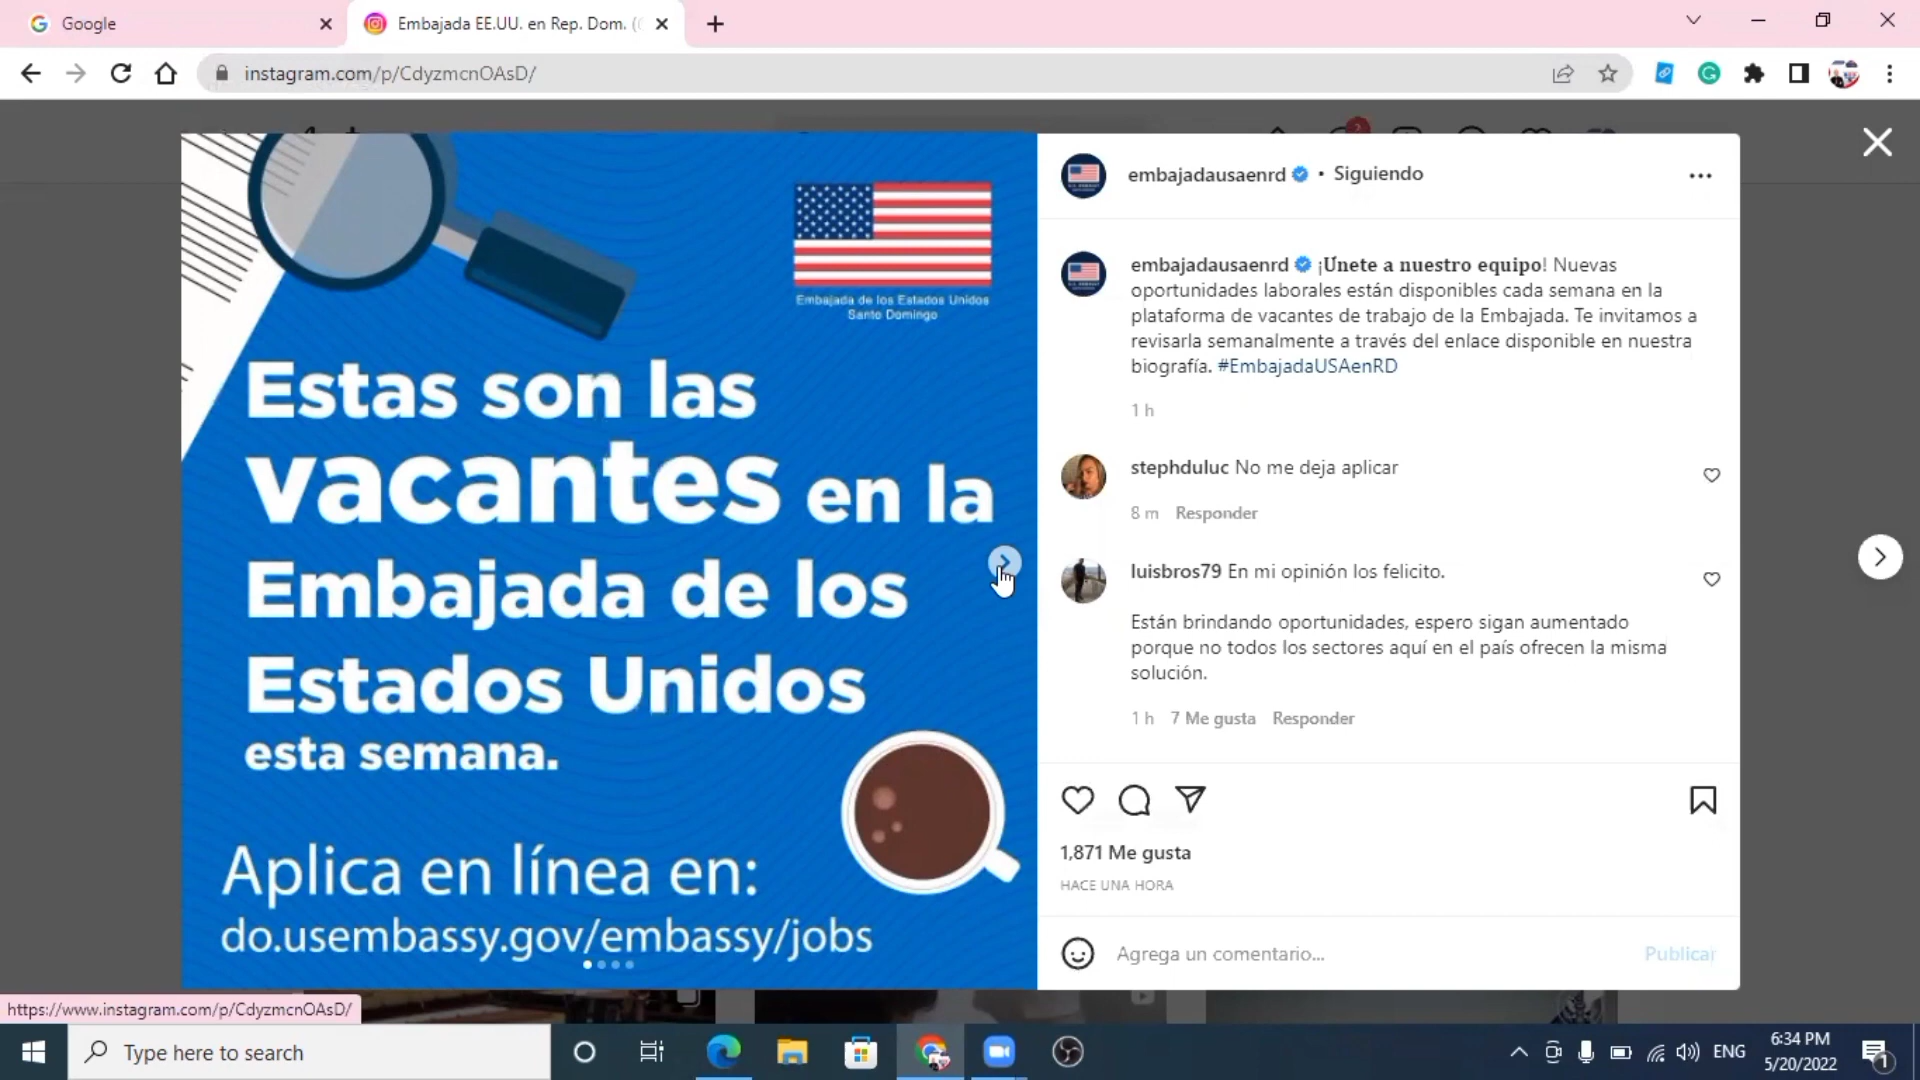 Google
Embajada EE.UU. en Rep. Dom. (
instagram.com/p/CdyzmcnOAsD/
Embajada de los Estados Unidos
Santo Domingo
Estas son las
vacantes en la
Embajada de los
Estados Unidos
esta semana.
Aplica en línea en:
do.usembassy.gov/embassy/jobs
embajadausaenrd • Siguiendo
embajadausaenrd ¡Únete a nuestro equipo! Nuevas
oportunidades laborales están disponibles cada semana en la
plataforma de vacantes de trabajo de la Embajada. Te invitamos a
revisarla semanalmente a través del enlace disponible en nuestra
biografía. #EmbajadaUSAenRD
1 h
stephduluc No me deja aplicar
8 m Responder
luisbros79 En mi opinión los felicito.
Están brindando oportunidades, espero sigan aumentado
porque no todos los sectores aquí en el país ofrecen la misma
solución.
1 h 7 Me gusta Responder
1,871 Me gusta
HACE UNA HORA
Agrega un comentario... Publicar
https://www.instagram.com/p/CdyzmcnOAsD/
Type here to search
ENG
6:34 PM
5/20/2022
1